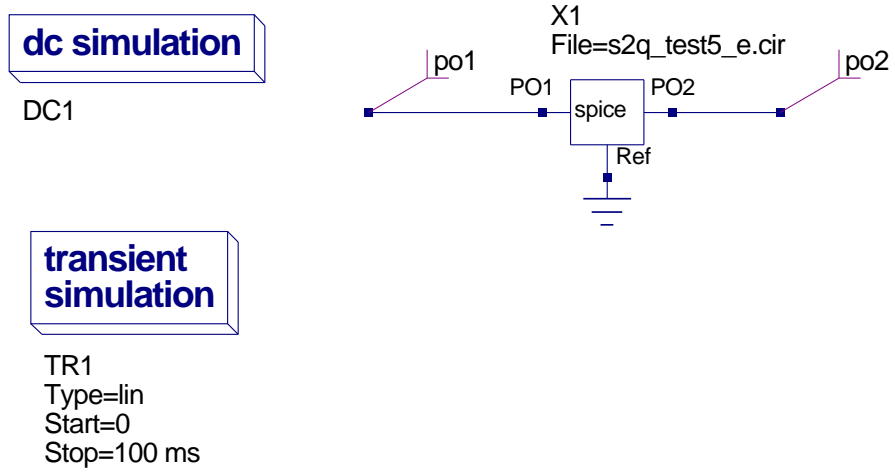 dc simulation
DC1
X1
File=s2q_test5_e.cir
po1
PO1
PO2
po2
spice
Ref
transient
simulation
TR1
Type=lin
Start=0
Stop=100 ms